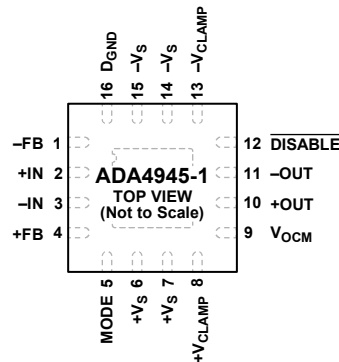 16 DGND
15 –VS
14 –VS
13 –VCLAMP
–FB 1
+IN 2
–IN 3
+FB 4
ADA4945-1
TOP VIEW
(Not to Scale)
12 DISABLE
11 –OUT
10 +OUT
9 VOCM
MODE 5
+VS 6
+VS 7
+VCLAMP 8